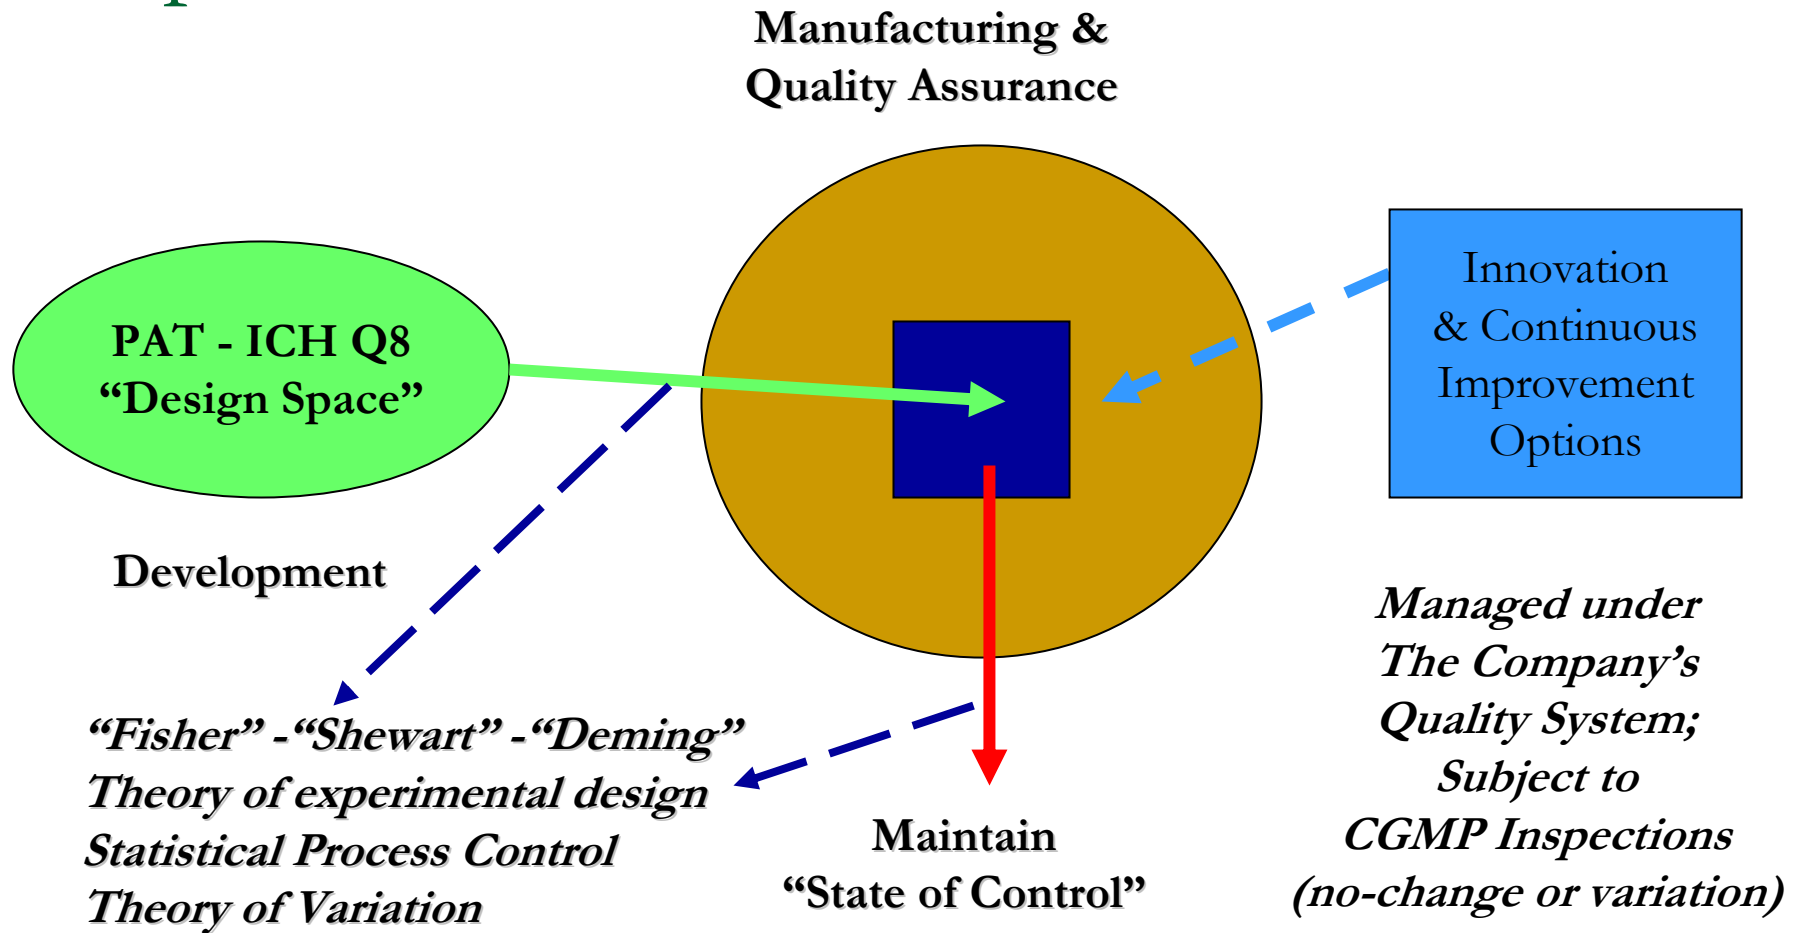 Manufacturing &
Quality Assurance
PAT - ICH Q8
“Design Space”
Innovation
& Continuous
Improvement
Options
Development
“Fisher” -“Shewart” -“Deming”
Theory of experimental design
Statistical Process Control
Theory of Variation
Maintain
“State of Control”
Managed under
The Company’s
Quality System;
Subject to
CGMP Inspections
(no-change or variation)